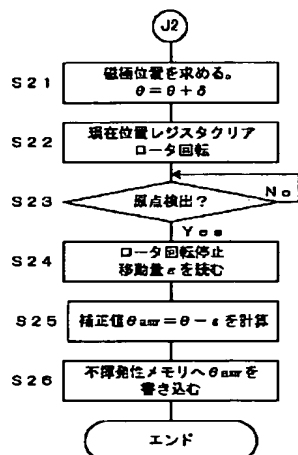 J2
S21
磁極位置を求める。
θ=θ+δ
S22
現在位置レジスタクリア
ロータ回転
S23
原点検出?
No
Yes
S24
ロータ回転停止
移動量εを読む
S25
補正値θasr=θ-εを計算
S26
不揮発性メモリへθasrを
書き込む
エンド